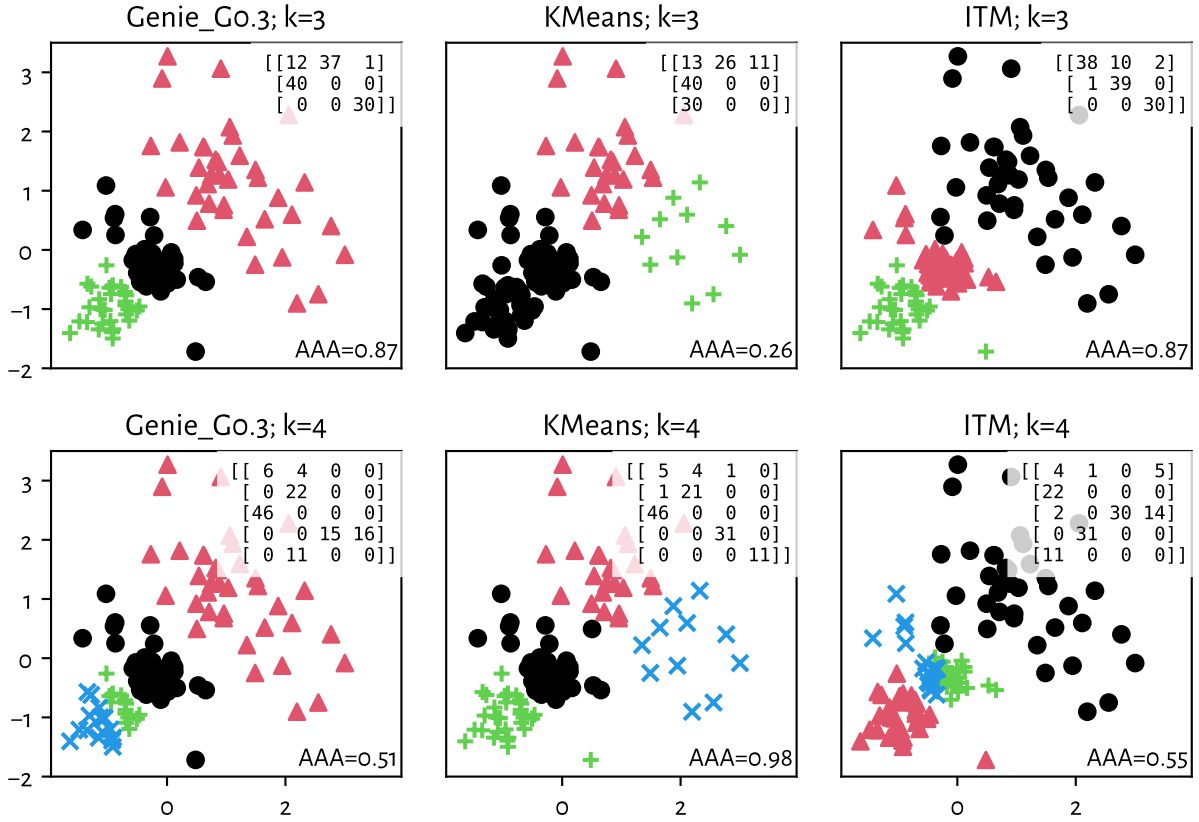 Genie_G0.3; k=3
KMeans; k=3
ITM; k=3
3
2
1
0
−1
−2
[[12 37  1]
[40  0  0]
[ 0  0 30]]
AAA=0.87
[[13 26 11]
[40  0  0]
[30  0  0]]
AAA=0.26
[[38 10  2]
[ 1 39  0]
[ 0  0 30]]
AAA=0.87
Genie_G0.3; k=4
KMeans; k=4
ITM; k=4
3
2
1
0
−1
−2
[[ 6  4  0  0]
[ 0 22  0  0]
[46  0  0  0]
[ 0  0 15 16]
[ 0 11  0  0]]
AAA=0.51
0 2
[[ 5  4  1  0]
[ 1 21  0  0]
[46  0  0  0]
[ 0  0 31  0]
[ 0  0  0 11]]
AAA=0.98
0 2
[[ 4  1  0  5]
[22  0  0  0]
[ 2  0 30 14]
[ 0 31  0  0]
[11  0  0  0]]
AAA=0.55
0 2